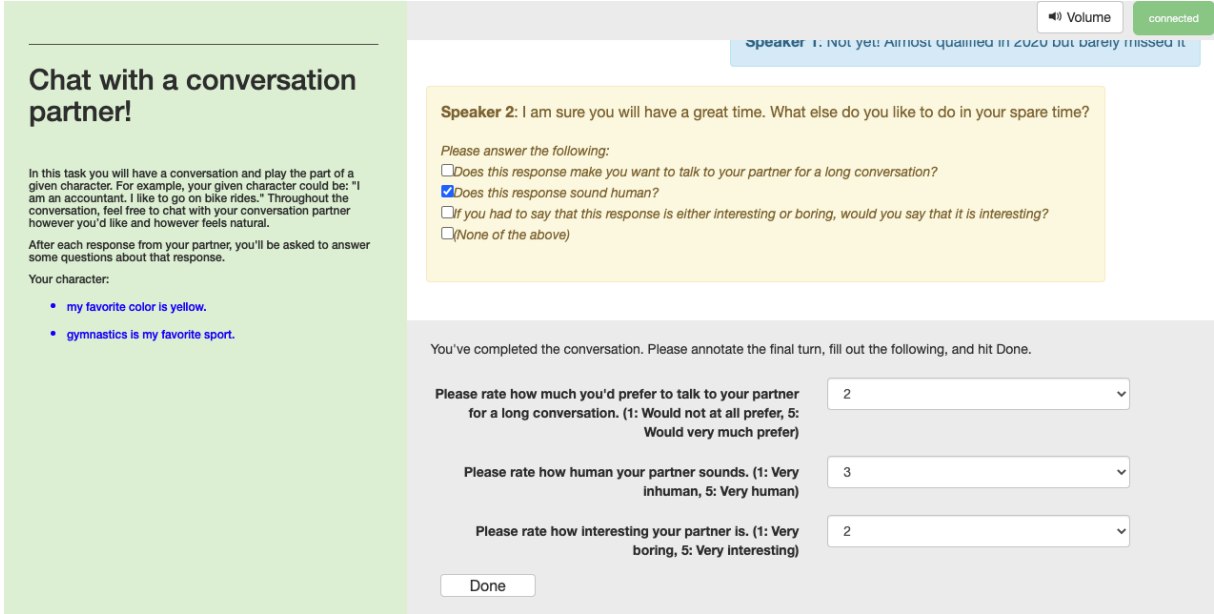 Volume
connected
Chat with a conversation
partner!
In this task you will have a conversation and play the part of a
given character. For example, your given character could be: "I
am an accountant. I like to go on bike rides." Throughout the
conversation, feel free to chat with your conversation partner
however you'd like and however feels natural.
After each response from your partner, you'll be asked to answer
some questions about that response.
Your character:
• my favorite color is yellow.
• gymnastics is my favorite sport.
Speaker 1: Not yet! Almost qualified in 2020 but barely missed it
Speaker 2: I am sure you will have a great time. What else do you like to do in your spare time?
Please answer the following:
Does this response make you want to talk to your partner for a long conversation?
Does this response sound human?
If you had to say that this response is either interesting or boring, would you say that it is interesting?
(None of the above)
You've completed the conversation. Please annotate the final turn, fill out the following, and hit Done.
Please rate how much you'd prefer to talk to your partner
for a long conversation. (1: Would not at all prefer, 5:
Would very much prefer)
2
Please rate how human your partner sounds. (1: Very
inhuman, 5: Very human)
3
Please rate how interesting your partner is. (1: Very
boring, 5: Very interesting)
2
Done